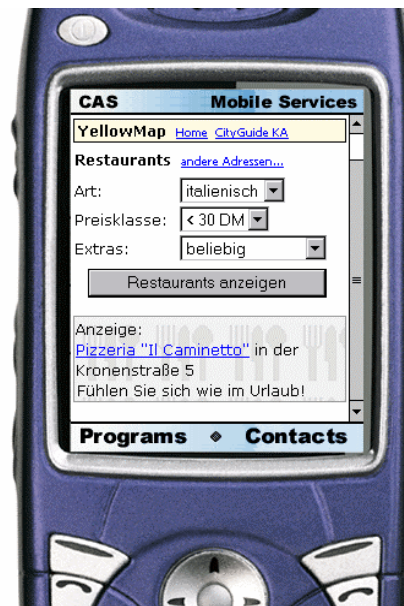 CAS Mobile Services
YellowMap Home CityGuide KA
Restaurants andere Adressen...
Art: italienisch
Preisklasse: < 30 DM
Extras: beliebig
Restaurants anzeigen
Anzeige:
Pizzeria "Il Caminetto" in der
Kronenstraße 5
Fühlen Sie sich wie im Urlaub!
Programs Contacts